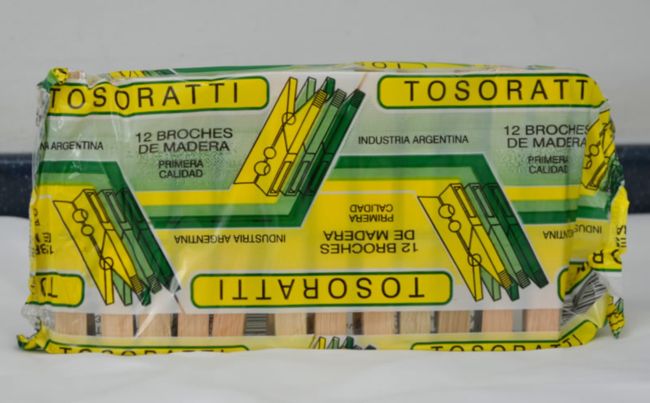 TOSORATTI
TOSORATTI
12 BROCHES
DE MADERA
PRIMERA
CALIDAD
INDUSTRIA ARGENTINA
12 BROCHES
DE MADERA
PRIMERA
CALIDAD
ARGENTINA
INDUSTRIA ARGENTINA
12 BROCHES
DE MADERA
PRIMERA
CALIDAD
TOSORATTI
TOSORATTI